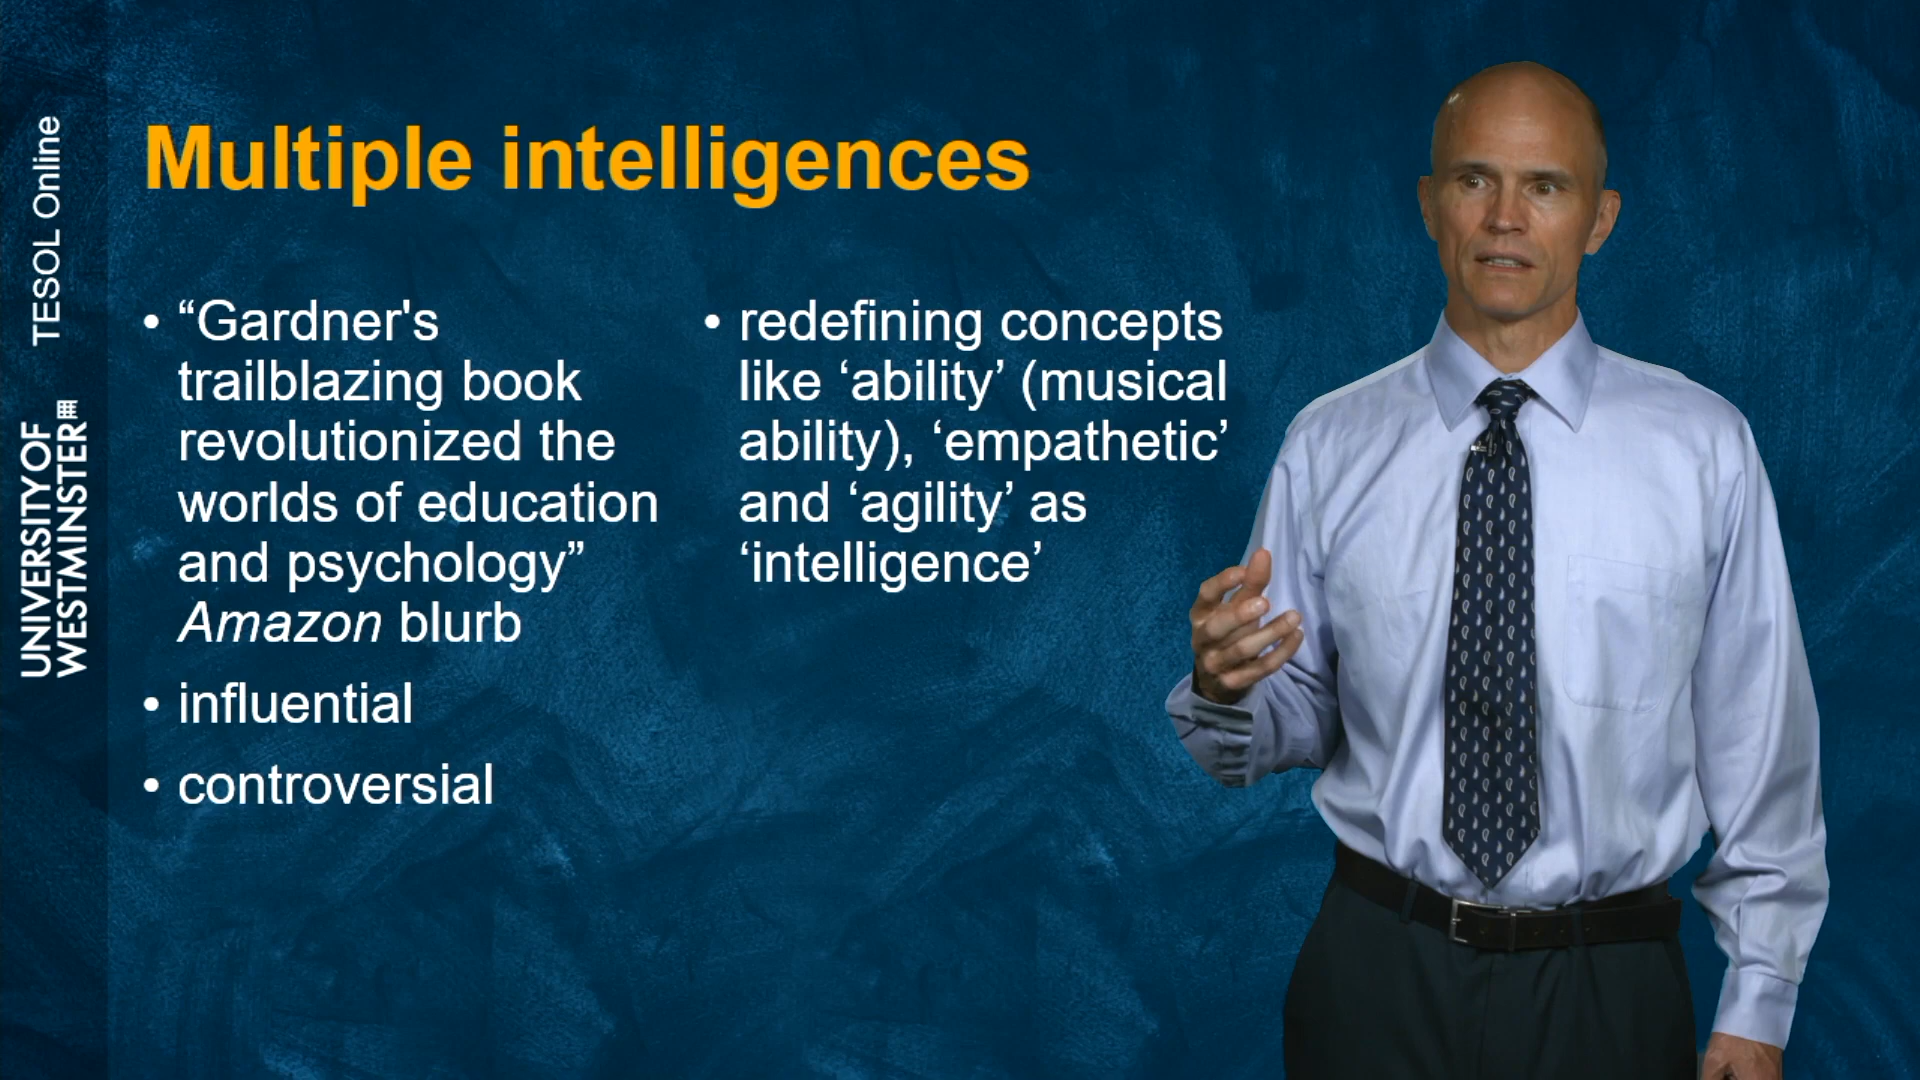 Multiple intelligences
• “Gardner's
trailblazing book
revolutionized the
worlds of education
and psychology”
Amazon blurb
• influential
• controversial
• redefining concepts
like ‘ability’ (musical
ability), ‘empathetic’
and ‘agility’ as
‘intelligence’
TESOL Online
UNIVERSITY OF
WESTMINSTER